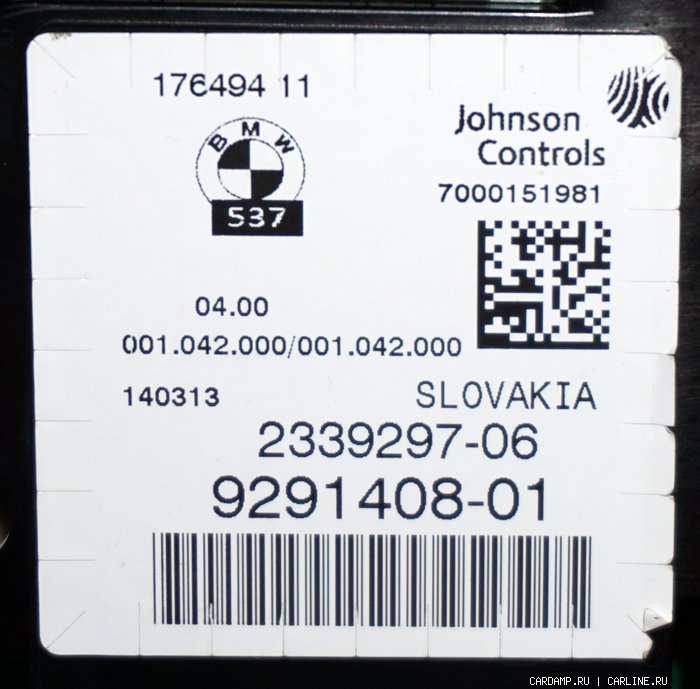 176494 11
Johnson
Controls
BMW
537
7000151981
04.00
001.042.000/001.042.000
140313
SLOVAKIA
2339297-06
9291408-01
CARDAMP.RU | CARLINE.RU